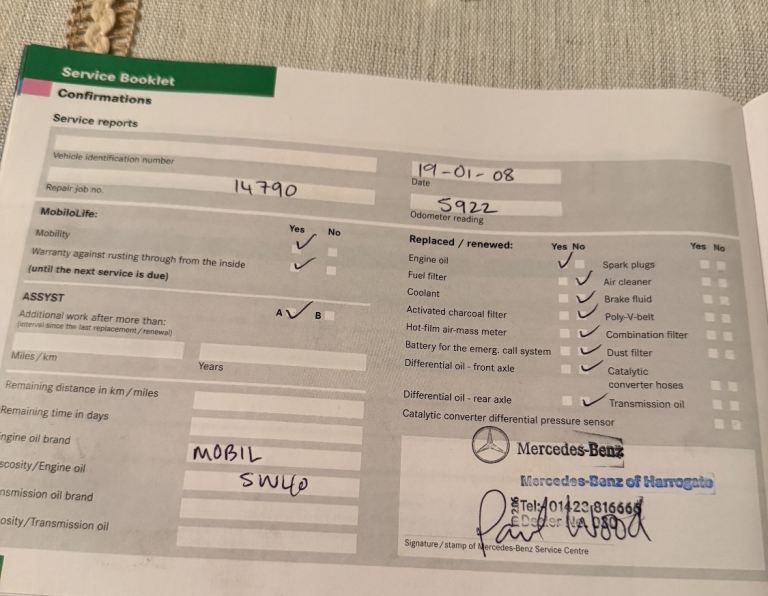 Service Booklet
Confirmations
Service reports
Vehicle identification number
14790
Repair job no.
19-01-08
Date
5922
Odometer reading
MobiloLife:
Yes No
Mobility
Warranty against rusting through from the inside
(until the next service is due)
ASSYST
Additional work after more than:
(interval since the last replacement / renewal)
A B
Miles/km
Years
Remaining distance in km/miles
Remaining time in days
ngine oil brand
MOBIL
scosity/Engine oil
5W40
nsmission oil brand
osity/Transmission oil
Replaced / renewed:
Yes No
Engine oil
Fuel filter
Coolant
Activated charcoal filter
Hot-film air-mass meter
Battery for the emerg. call system
Differential oil - front axle
Differential oil - rear axle
Catalytic converter differential pressure sensor
Yes No
Spark plugs
Air cleaner
Brake fluid
Poly-V-belt
Combination filter
Dust filter
Catalytic
converter hoses
Transmission oil
Mercedes-Benz
Mercedes-Benz of Harrogate
Tel: 01423 816666
Dealer No.
Paul Wood
Signature / stamp of Mercedes-Benz Service Centre